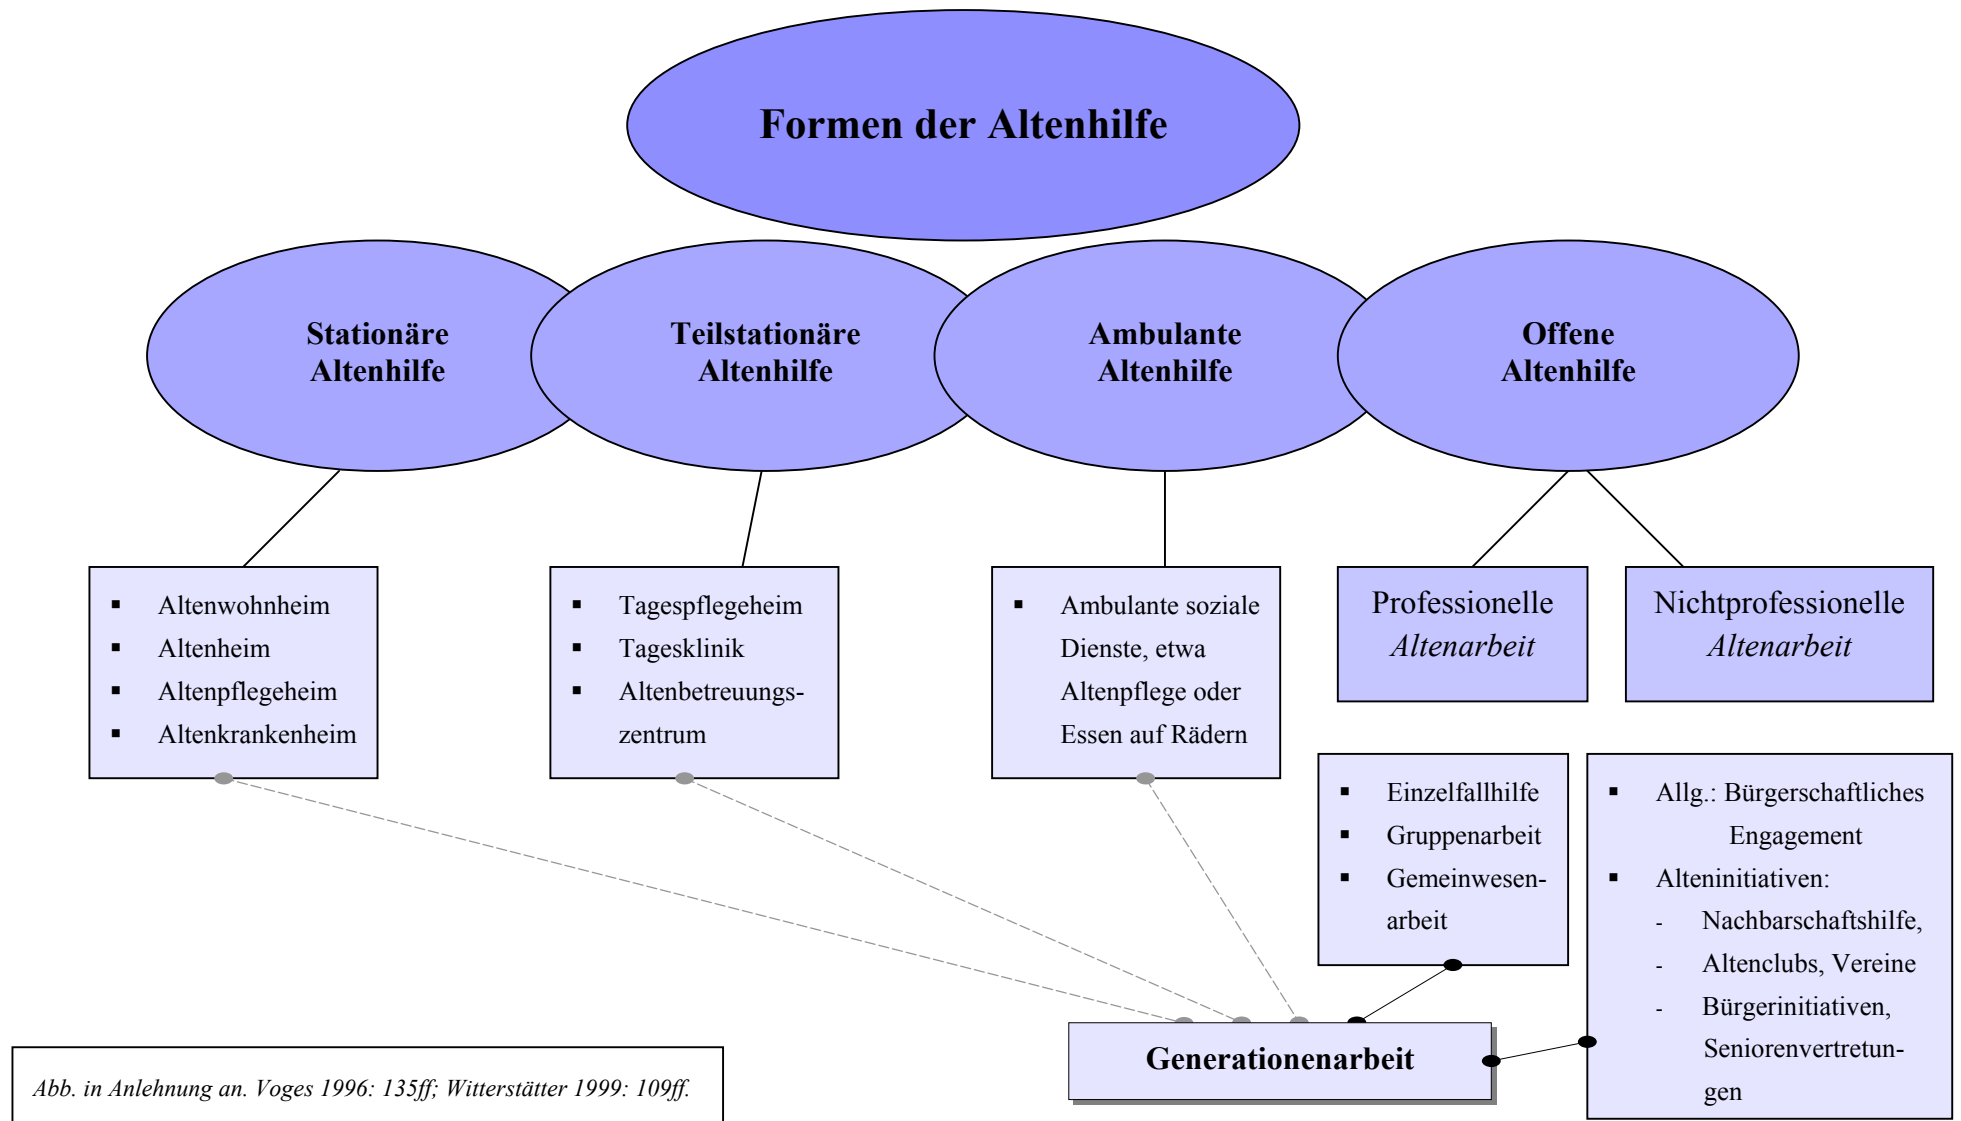 Formen der Altenhilfe
Stationäre
Altenhilfe
Teilstationäre
Altenhilfe
Ambulante
Altenhilfe
Offene
Altenhilfe
▪ Altenwohnheim
▪ Altenheim
▪ Altenpflegeheim
▪ Altenkrankenheim
▪ Tagespflegeheim
▪ Tagesklinik
▪ Altenbetreuungs-
zentrum
▪ Ambulante soziale
Dienste, etwa
Altenpflege oder
Essen auf Rädern
Professionelle
Altenarbeit
Nichtprofessionelle
Altenarbeit
▪ Einzelfallhilfe
▪ Gruppenarbeit
▪ Gemeinwesen-
arbeit
▪ Allg.: Bürgerschaftliches
Engagement
▪ Alteninitiativen:
- Nachbarschaftshilfe,
- Altenclubs, Vereine
- Bürgerinitiativen,
Seniorenvertretun-
gen
Generationenarbeit
Abb. in Anlehnung an. Voges 1996: 135ff; Witterstätter 1999: 109ff.